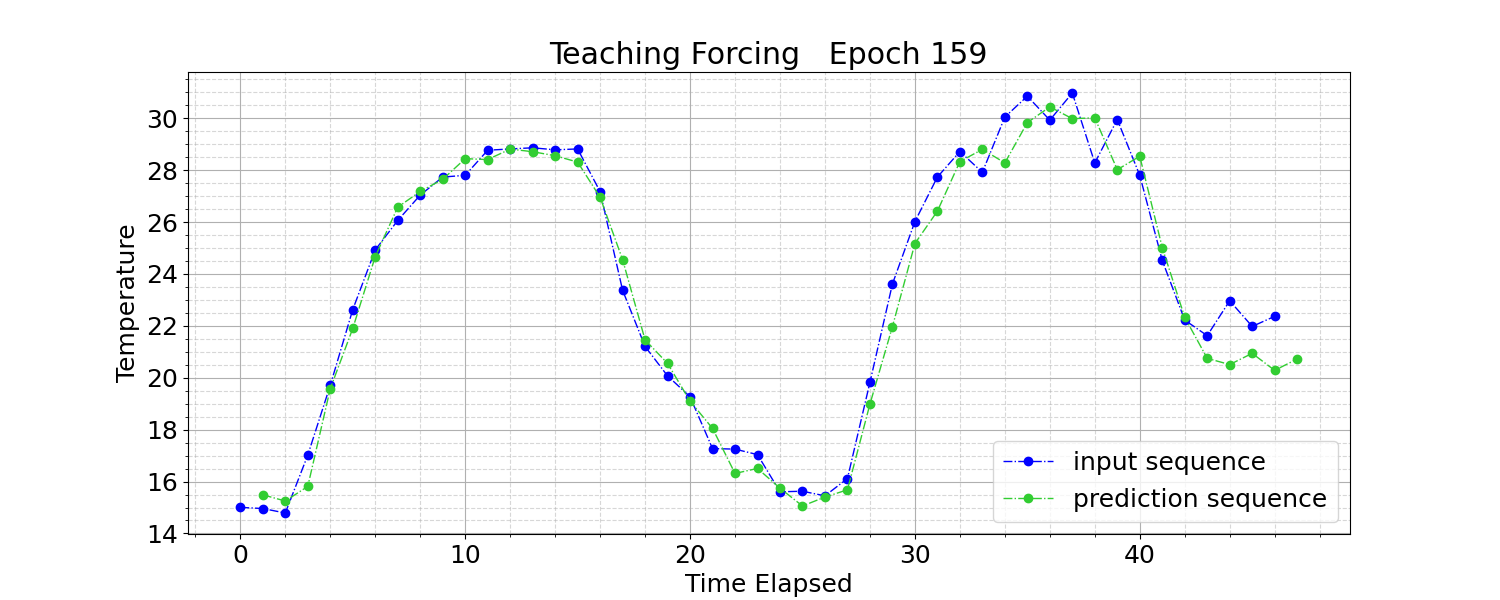 Teaching Forcing   Epoch 159
30
28
26
24
22
20
18
16
14
Temperature
0 10 20 30 40
Time Elapsed
input sequence
prediction sequence